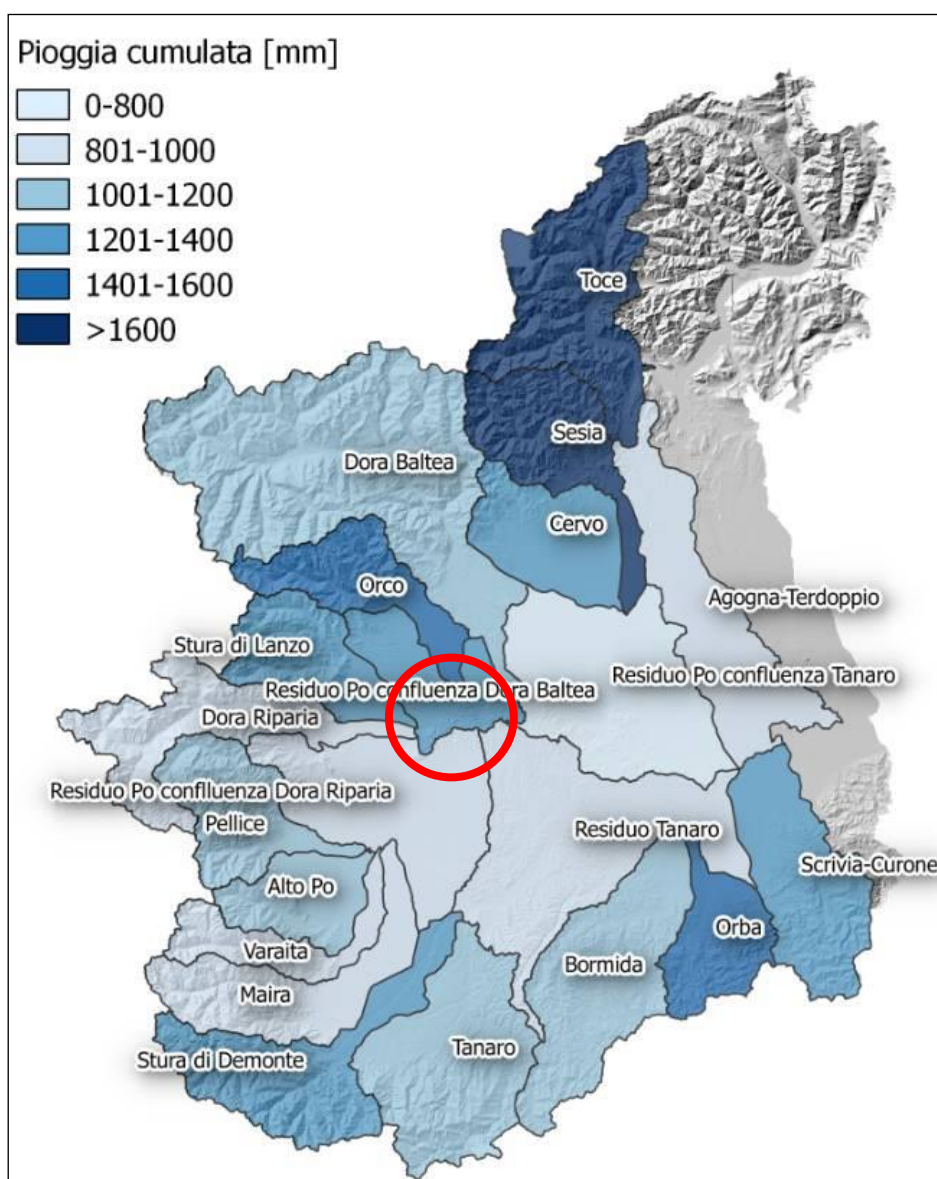 Pioggia cumulata [mm]
0-800
801-1000
1001-1200
1201-1400
1401-1600
>1600
Toce
Sesia
Dora Baltea
Cervo
Orco
Agogna-Terdoppio
Stura di Lanzo
Residuo Po confluenza Tanaro
Residuo Po confluenza Dora Baltea
Dora Riparia
Residuo Po conflluenza Dora Riparia
Pellice
Residuo Tanaro
Scrivia-Curone
Alto Po
Orba
Varaita
Bormida
Maira
Tanaro
Stura di Demonte